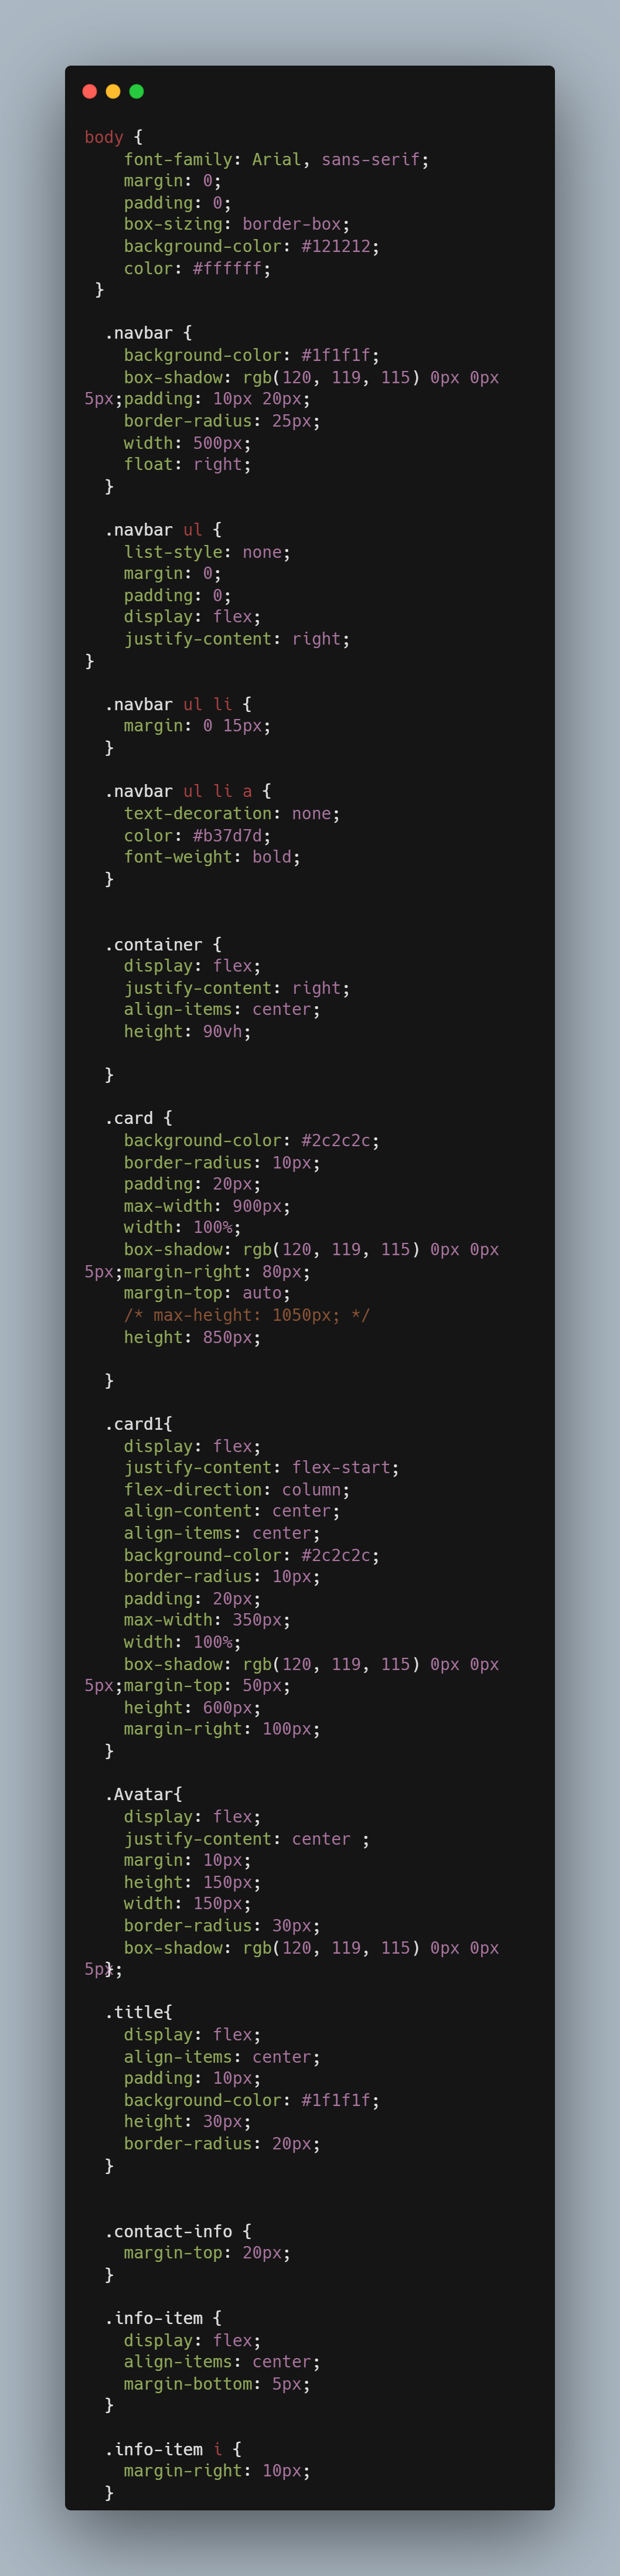 body {
    font-family: Arial, sans-serif;
    margin: 0;
    padding: 0;
    box-sizing: border-box;
    background-color: #121212;
    color: #ffffff;
 }

  .navbar {
    background-color: #1f1f1f;
    box-shadow: rgb(120, 119, 115) 0px 0px
5px;padding: 10px 20px;
    border-radius: 25px;
    width: 500px;
    float: right;
  }

  .navbar ul {
    list-style: none;
    margin: 0;
    padding: 0;
    display: flex;
    justify-content: right;
}

  .navbar ul li {
    margin: 0 15px;
  }

  .navbar ul li a {
    text-decoration: none;
    color: #b37d7d;
    font-weight: bold;
  }


  .container {
    display: flex;
    justify-content: right;
    align-items: center;
    height: 90vh;

  }

  .card {
    background-color: #2c2c2c;
    border-radius: 10px;
    padding: 20px;
    max-width: 900px;
    width: 100%;
    box-shadow: rgb(120, 119, 115) 0px 0px
5px;margin-right: 80px;
    margin-top: auto;
    /* max-height: 1050px; */
    height: 850px;

  }

  .card1{
    display: flex;
    justify-content: flex-start;
    flex-direction: column;
    align-content: center;
    align-items: center;
    background-color: #2c2c2c;
    border-radius: 10px;
    padding: 20px;
    max-width: 350px;
    width: 100%;
    box-shadow: rgb(120, 119, 115) 0px 0px
5px;margin-top: 50px;
    height: 600px;
    margin-right: 100px;
  }

  .Avatar{
    display: flex;
    justify-content: center ;
    margin: 10px;
    height: 150px;
    width: 150px;
    border-radius: 30px;
    box-shadow: rgb(120, 119, 115) 0px 0px
5px;
  }

  .title{
    display: flex;
    align-items: center;
    padding: 10px;
    background-color: #1f1f1f;
    height: 30px;
    border-radius: 20px;
  }


  .contact-info {
    margin-top: 20px;
  }

  .info-item {
    display: flex;
    align-items: center;
    margin-bottom: 5px;
  }

  .info-item i {
    margin-right: 10px;
  }